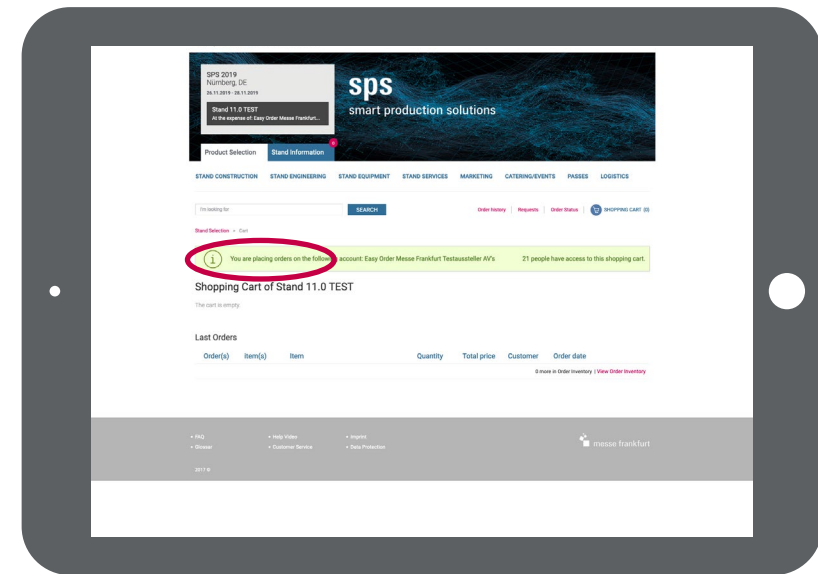 SPS 2019
Nürnberg, DE
26.11.2019 - 28.11.2019
Stand 11.0 TEST
At the expense of: Easy Order Messe Frankfurt...
sps
smart production solutions
Product Selection
Stand Information
0
STAND CONSTRUCTION STAND ENGINEERING STAND EQUIPMENT STAND SERVICES MARKETING CATERING/EVENTS PASSES LOGISTICS
I'm looking for
SEARCH
Order history | Requests | Order Status | SHOPPING CART (0)
Stand Selection > Cart
i You are placing orders on the following account: Easy Order Messe Frankfurt Testaussteller AV's 21 people have access to this shopping cart.
Shopping Cart of Stand 11.0 TEST
The cart is empty.
Last Orders
Order(s) Item(s) Item Quantity Total price Customer Order date
0 more in Order Inventory | View Order Inventory
• FAQ • Help Video • Imprint
• Glossar • Customer Service • Data Protection
messe frankfurt
2017 ©